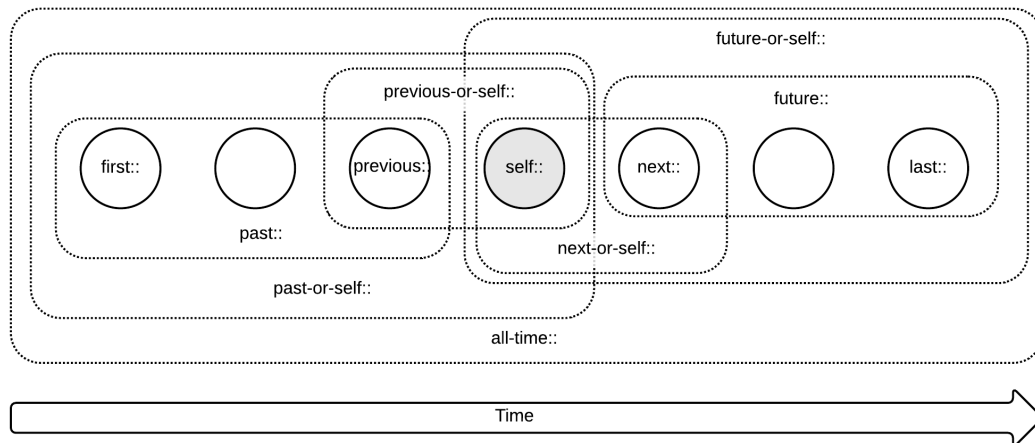 future-or-self::
previous-or-self::
future::
first::
previous::
self::
next::
last::
past::
next-or-self::
past-or-self::
all-time::
Time